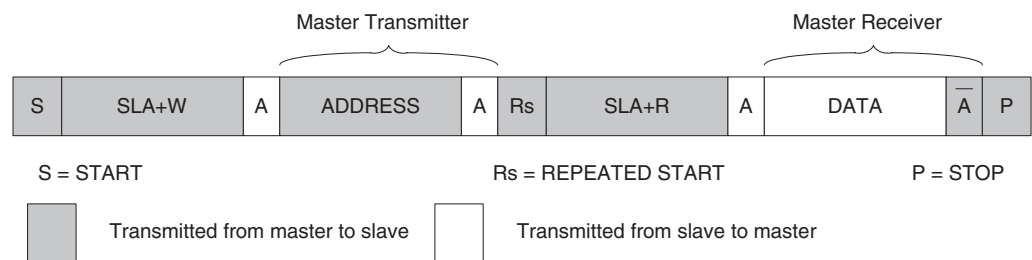 Master Transmitter Master Receiver
S SLA+W A ADDRESS A Rs SLA+R A DATA A̅ P
S = START Rs = REPEATED START P = STOP
Transmitted from master to slave Transmitted from slave to master